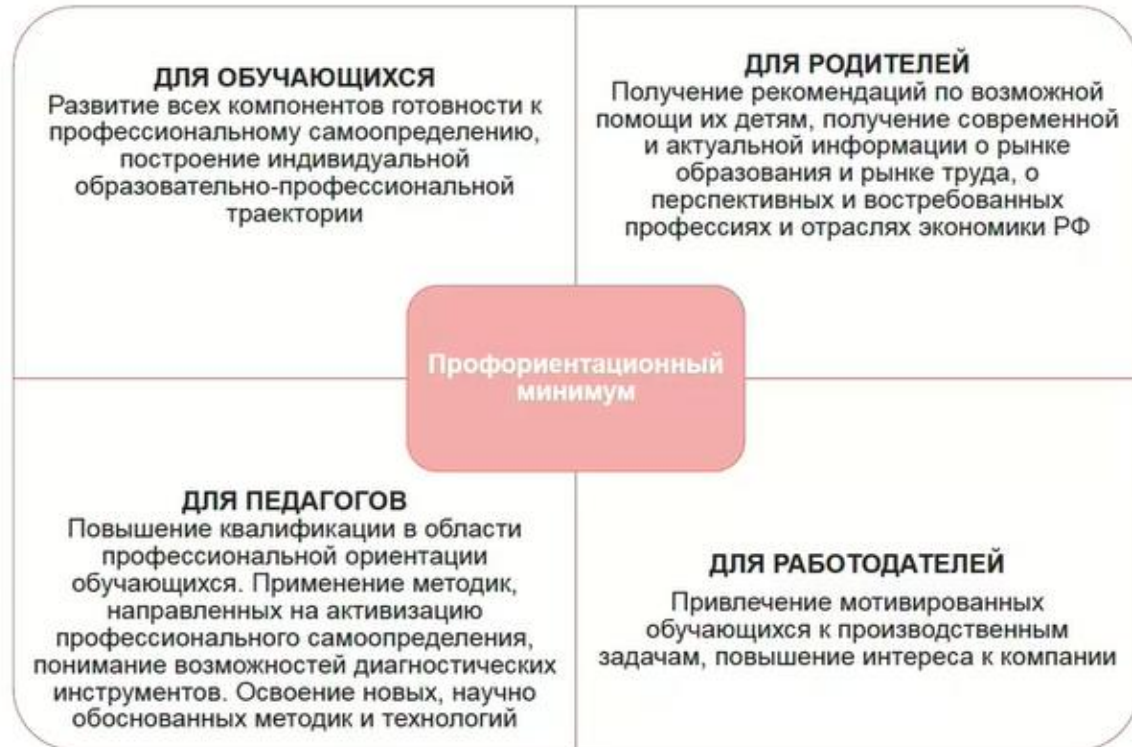 ДЛЯ ОБУЧАЮЩИХСЯ
Развитие всех компонентов готовности к
профессиональному самоопределению,
построение индивидуальной
образовательно-профессиональной
траектории
ДЛЯ РОДИТЕЛЕЙ
Получение рекомендаций по возможной
помощи их детям, получение современной
и актуальной информации о рынке
образования и рынке труда, о
перспективных и востребованных
профессиях и отраслях экономики РФ
Профориентационный
минимум
ДЛЯ ПЕДАГОГОВ
Повышение квалификации в области
профессиональной ориентации
обучающихся. Применение методик,
направленных на активизацию
профессионального самоопределения,
понимание возможностей диагностических
инструментов. Освоение новых, научно
обоснованных методик и технологий
ДЛЯ РАБОТОДАТЕЛЕЙ
Привлечение мотивированных
обучающихся к производственным
задачам, повышение интереса к компании